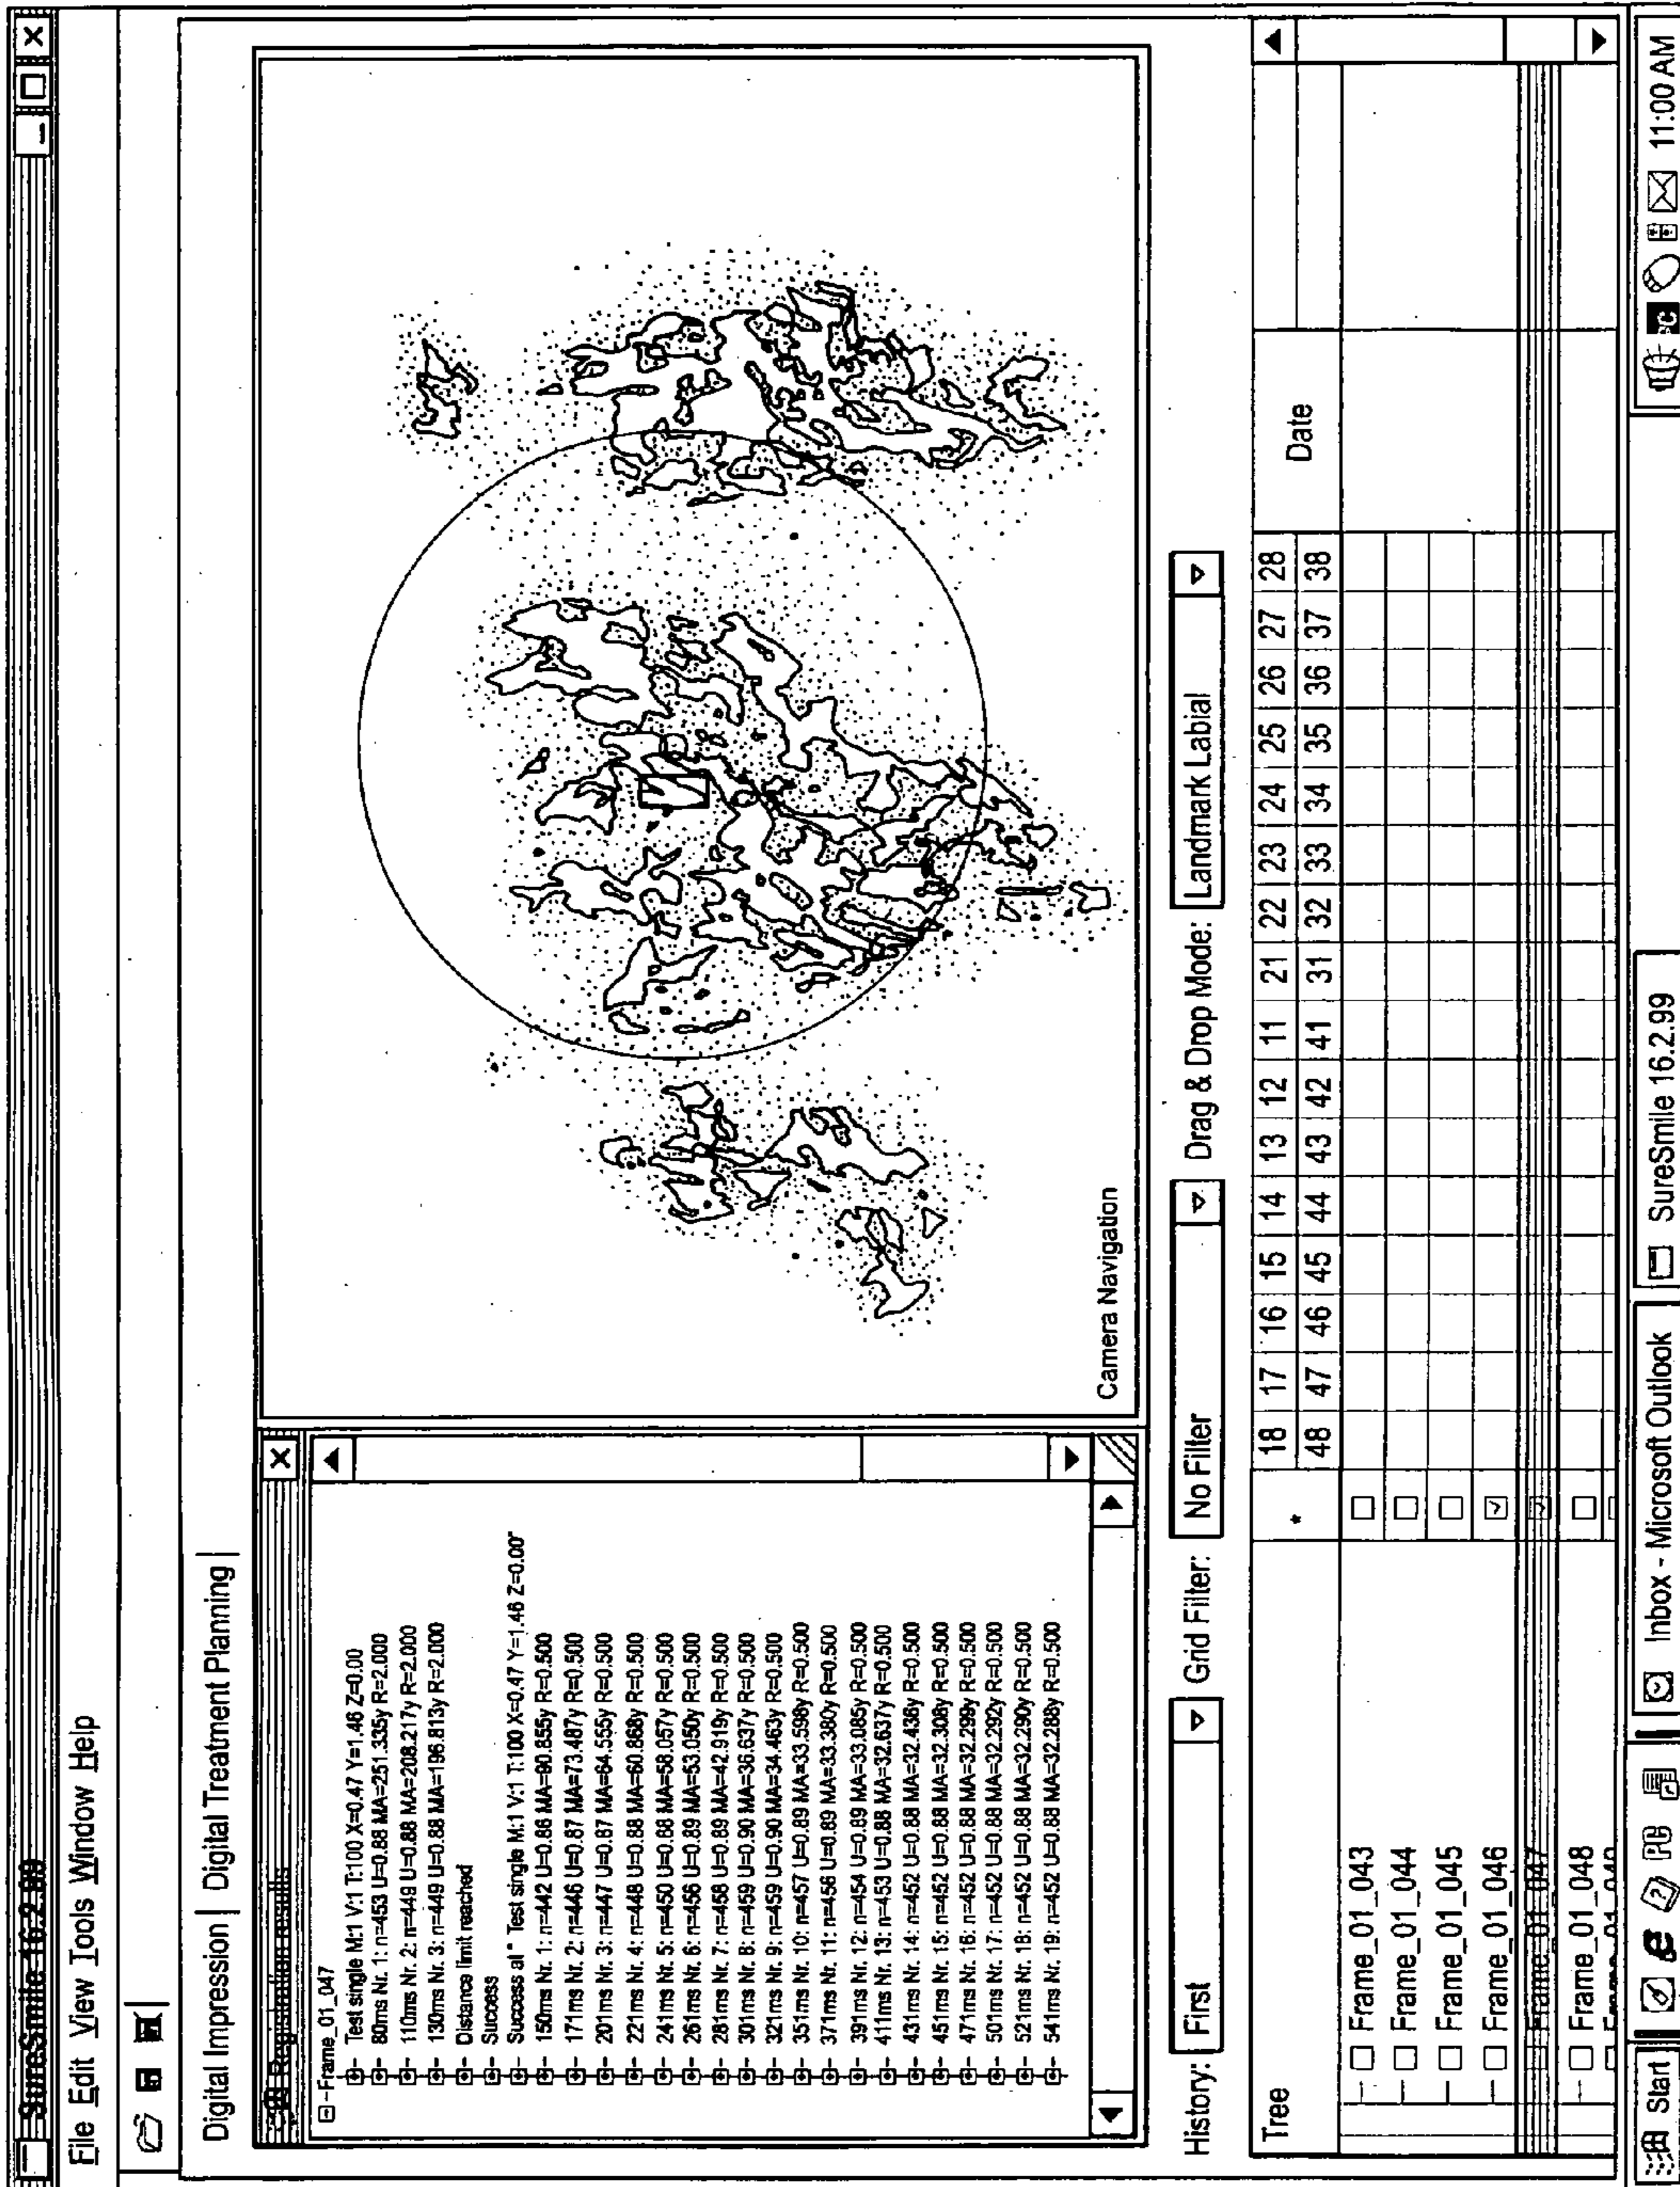 SureSmile 16.2.99
File Edit View Tools Window Help
Digital Impression Digital Treatment Planning
Registration results
Frame_01_047
Test single M:1 V:1 T:100 X=0.47 Y=1.46 Z=0.00
80ms Nr. 1: n=453 U=0.88 MA=251.335y R=2.000
110ms Nr. 2: n=449 U=0.88 MA=208.217y R=2.000
130ms Nr. 3: n=449 U=0.88 MA=196.813y R=2.000
Distance limit reached
Success
Success at " Test single M:1 V:1 T:100 X=0.47 Y=1.46 Z=0.00"
150ms Nr. 1: n=442 U=0.86 MA=90.855y R=0.500
171ms Nr. 2: n=446 U=0.87 MA=73.487y R=0.500
201ms Nr. 3: n=447 U=0.87 MA=64.555y R=0.500
221ms Nr. 4: n=448 U=0.88 MA=60.868y R=0.500
241ms Nr. 5: n=450 U=0.88 MA=58.057y R=0.500
261ms Nr. 6: n=456 U=0.89 MA=53.050y R=0.500
281ms Nr. 7: n=458 U=0.89 MA=42.919y R=0.500
301ms Nr. 8: n=459 U=0.90 MA=36.637y R=0.500
321ms Nr. 9: n=459 U=0.90 MA=34.463y R=0.500
351ms Nr. 10: n=457 U=0.89 MA=33.598y R=0.500
371ms Nr. 11: n=456 U=0.89 MA=33.380y R=0.500
391ms Nr. 12: n=454 U=0.89 MA=33.085y R=0.500
411ms Nr. 13: n=453 U=0.88 MA=32.637y R=0.500
431ms Nr. 14: n=452 U=0.88 MA=32.436y R=0.500
451ms Nr. 15: n=452 U=0.88 MA=32.308y R=0.500
471ms Nr. 16: n=452 U=0.88 MA=32.299y R=0.500
501ms Nr. 17: n=452 U=0.88 MA=32.292y R=0.500
521ms Nr. 18: n=452 U=0.88 MA=32.290y R=0.500
541ms Nr. 19: n=452 U=0.88 MA=32.288y R=0.500
Camera Navigation
History: First Grid Filter: No Filter Drag & Drop Mode: Landmark Labial
Tree * 18 17 16 15 14 13 12 11 21 22 23 24 25 26 27 28 Date
48 47 46 45 44 43 42 41 31 32 33 34 35 36 37 38
Frame_01_043
Frame_01_044
Frame_01_045
Frame_01_046
Frame_01_047
Frame_01_048
Frame_01_049
Start PB Inbox - Microsoft Outlook SureSmile 16.2.99 11:00 AM